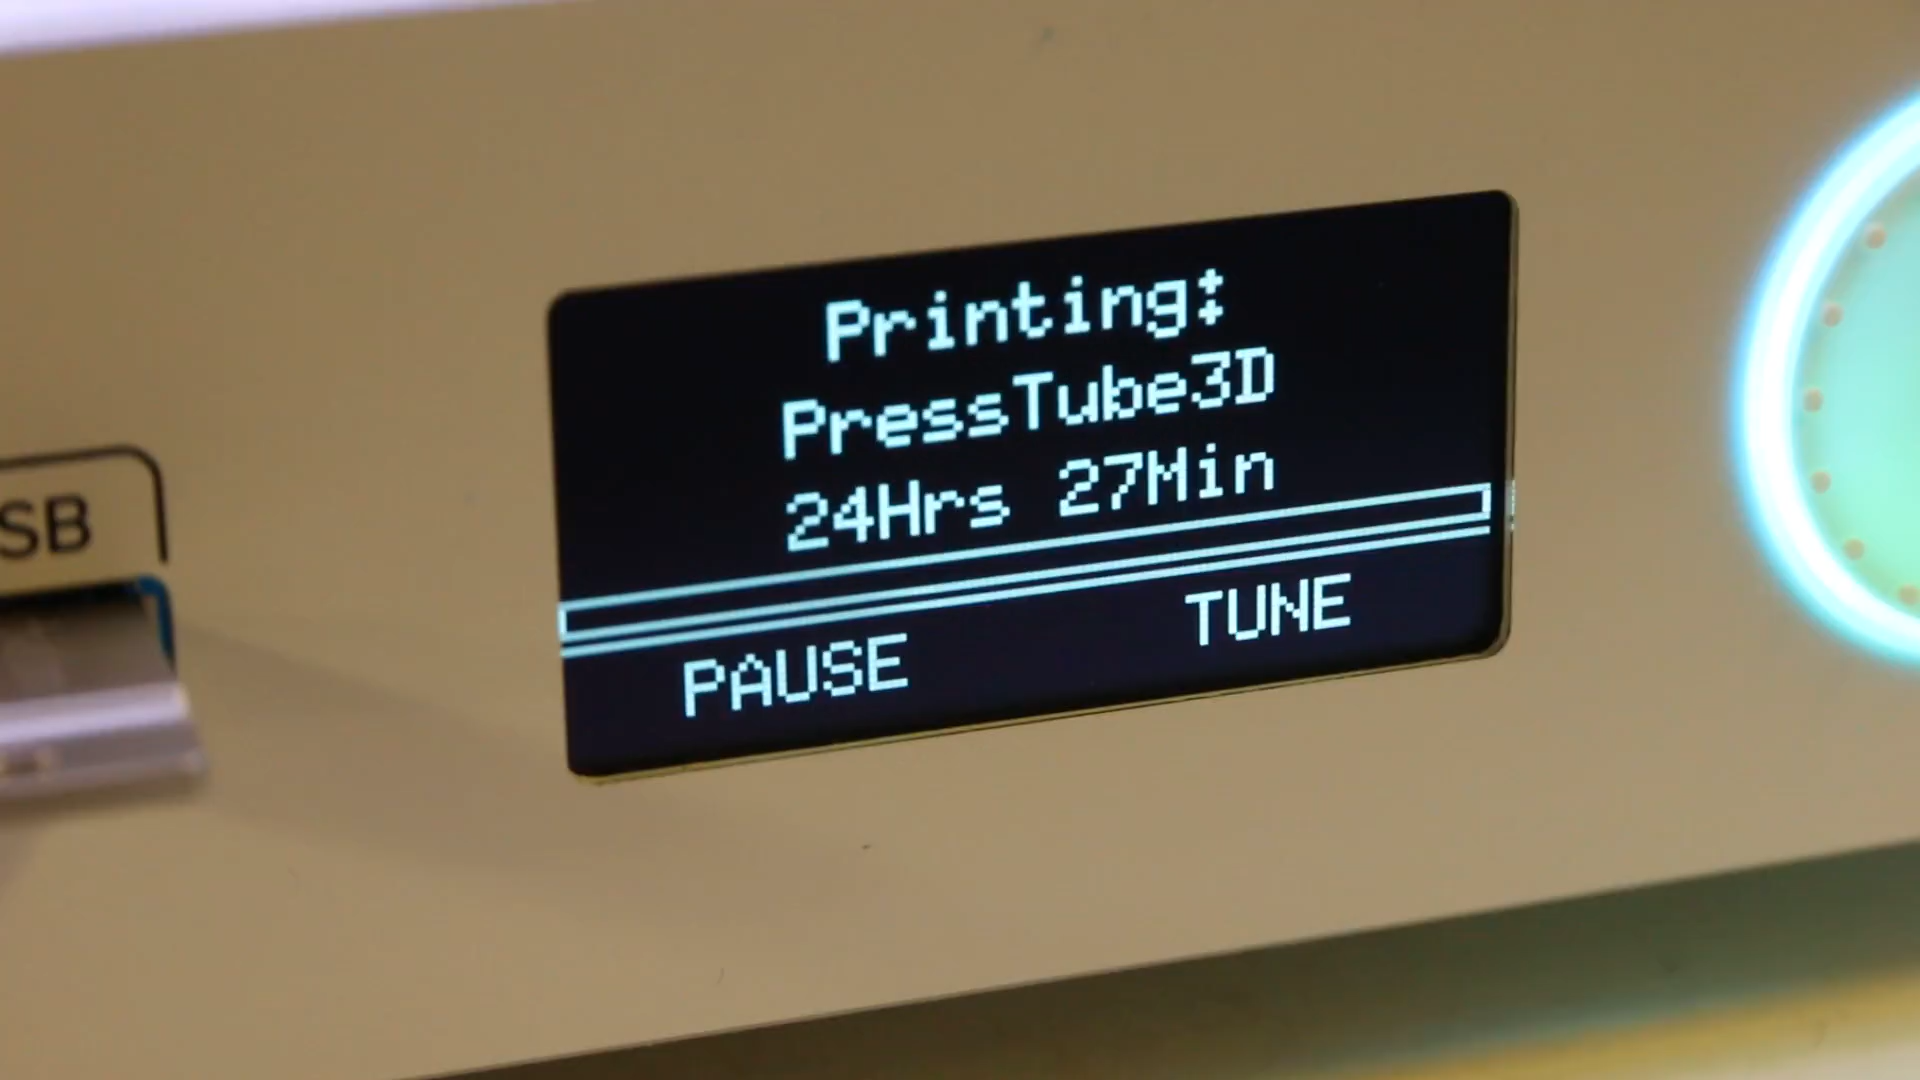 Printing:
PressTube3D
24Hrs 27Min
PAUSE TUNE
SB